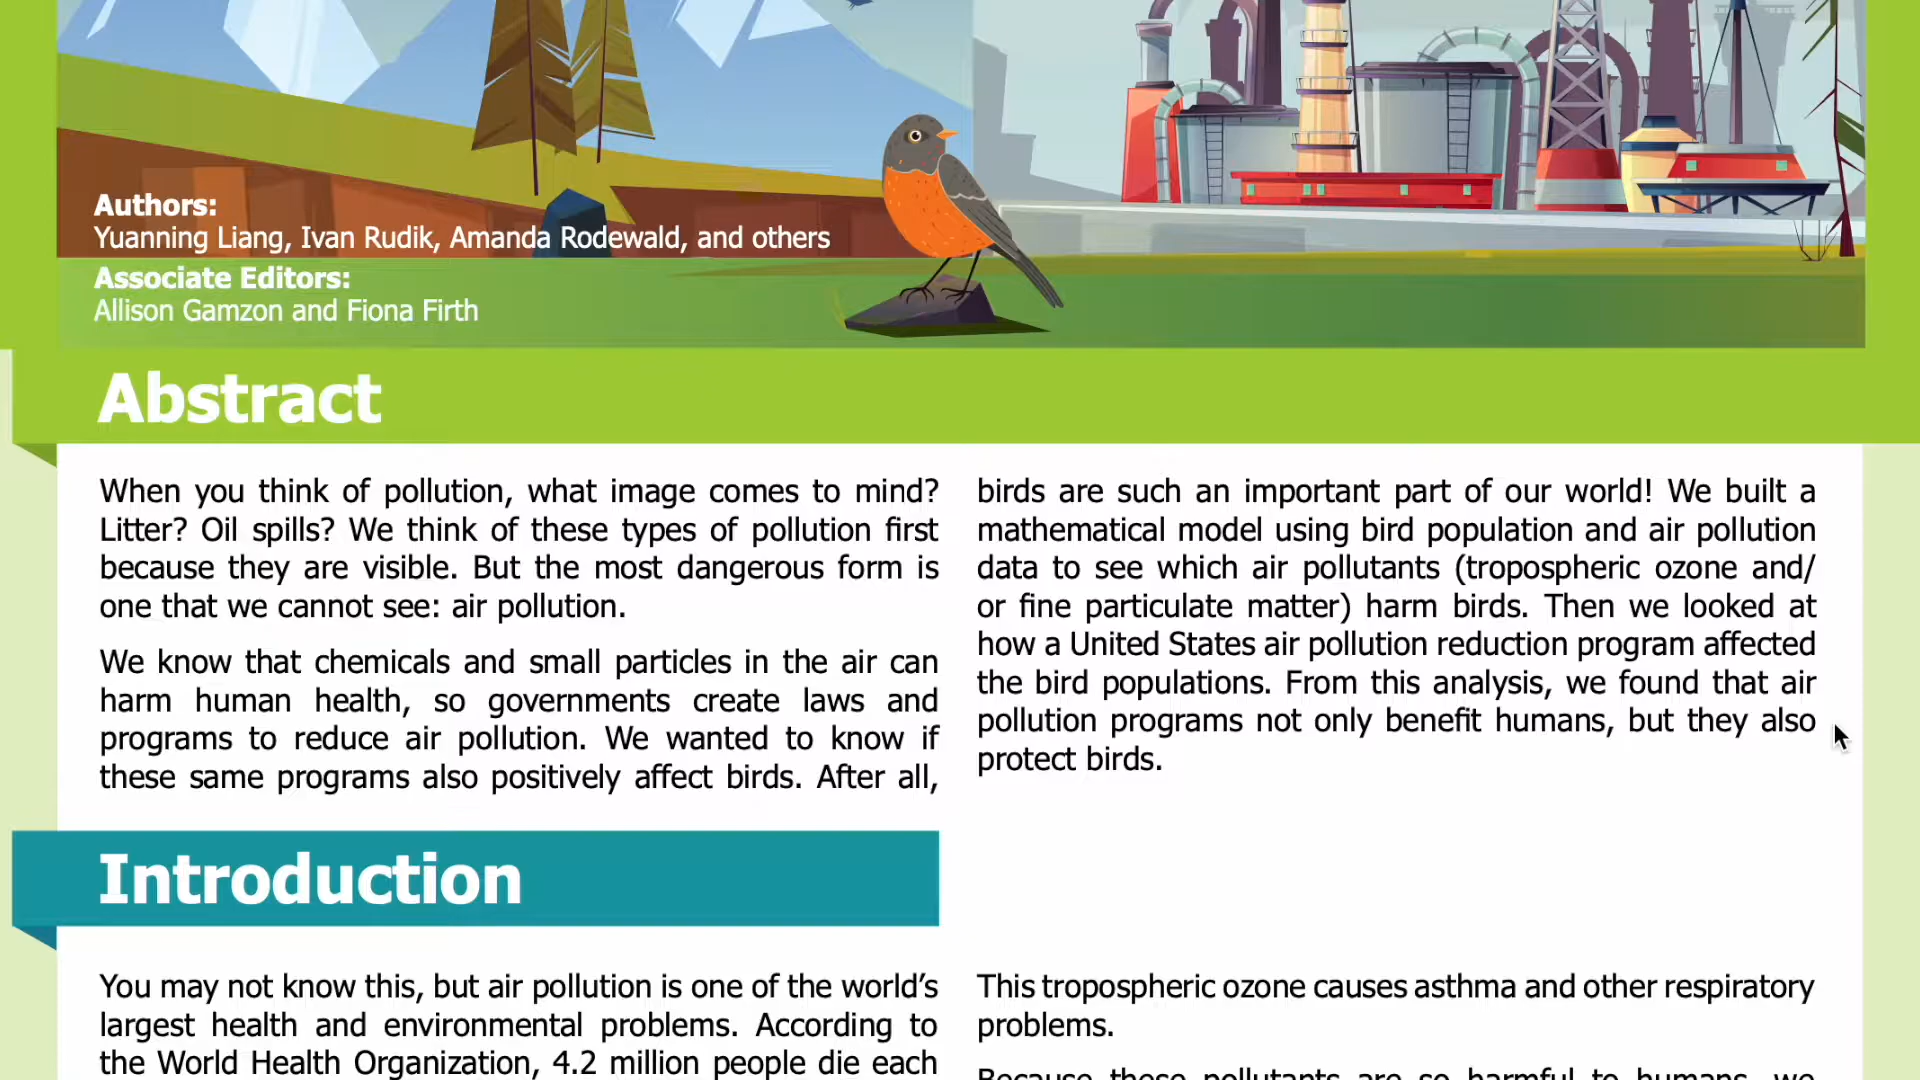 Authors:
Yuanning Liang, Ivan Rudik, Amanda Rodewald, and others
Associate Editors:
Allison Gamzon and Fiona Firth
Abstract
When you think of pollution, what image comes to mind?
Litter? Oil spills? We think of these types of pollution first
because they are visible. But the most dangerous form is
one that we cannot see: air pollution.
We know that chemicals and small particles in the air can
harm human health, so governments create laws and
programs to reduce air pollution. We wanted to know if
these same programs also positively affect birds. After all,
birds are such an important part of our world! We built a
mathematical model using bird population and air pollution
data to see which air pollutants (tropospheric ozone and/
or fine particulate matter) harm birds. Then we looked at
how a United States air pollution reduction program affected
the bird populations. From this analysis, we found that air
pollution programs not only benefit humans, but they also
protect birds.
Introduction
You may not know this, but air pollution is one of the world’s
largest health and environmental problems. According to
the World Health Organization, 4.2 million people die each
This tropospheric ozone causes asthma and other respiratory
problems.
Because these pollutants are so harmful to humans, we